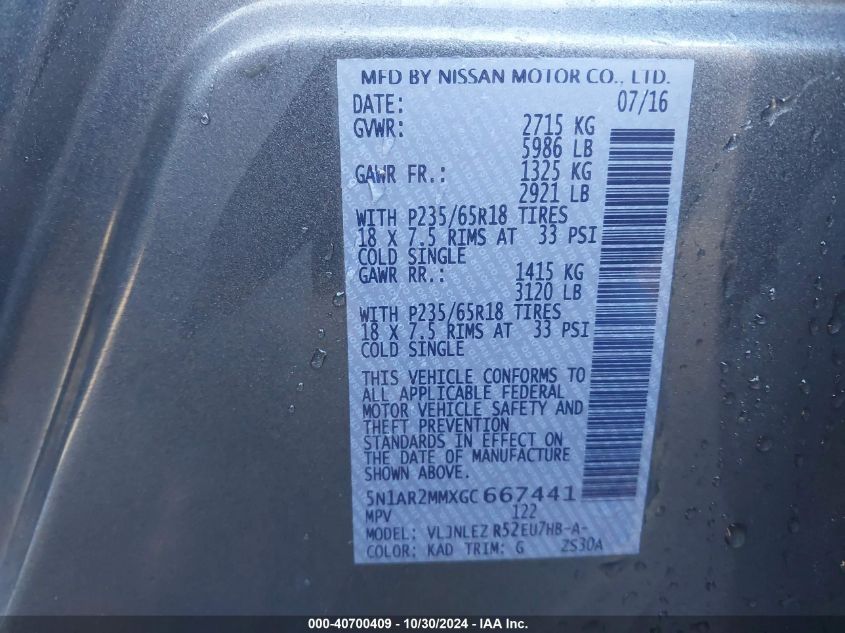 MFD BY NISSAN MOTOR CO., LTD.
DATE: 07/16
GVWR: 2715 KG
5986 LB
GAWR FR.: 1325 KG
2921 LB
WITH P235/65R18 TIRES
18 X 7.5 RIMS AT 33 PSI
COLD SINGLE
GAWR RR.: 1415 KG
3120 LB
WITH P235/65R18 TIRES
18 X 7.5 RIMS AT 33 PSI
COLD SINGLE
THIS VEHICLE CONFORMS TO
ALL APPLICABLE FEDERAL
MOTOR VEHICLE SAFETY AND
THEFT PREVENTION
STANDARDS IN EFFECT ON
THE DATE OF MANUFACTURE
SHOWN ABOVE.
5N1AR2MMXGC667441
MPV 122
MODEL: VLJNLEZ R52EU7HB-A-
COLOR: KAD TRIM: G ZS30A
000-40700409 - 10/30/2024 - IAA Inc.